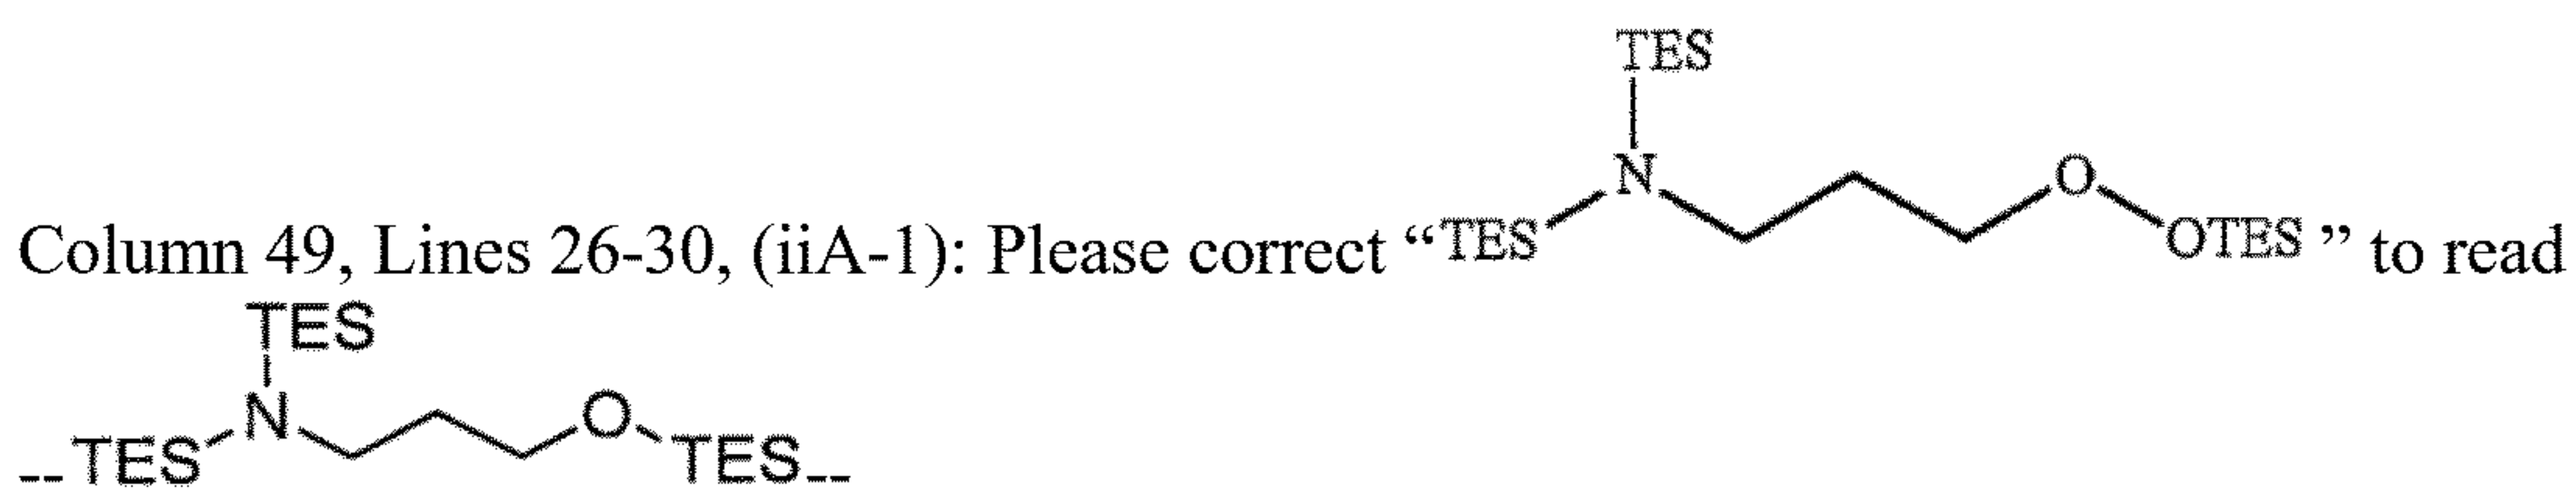 TES
N
O
Column 49, Lines 26-30, (iiA-1): Please correct “TES OTES ” to read
TES
N O
--TES TES--